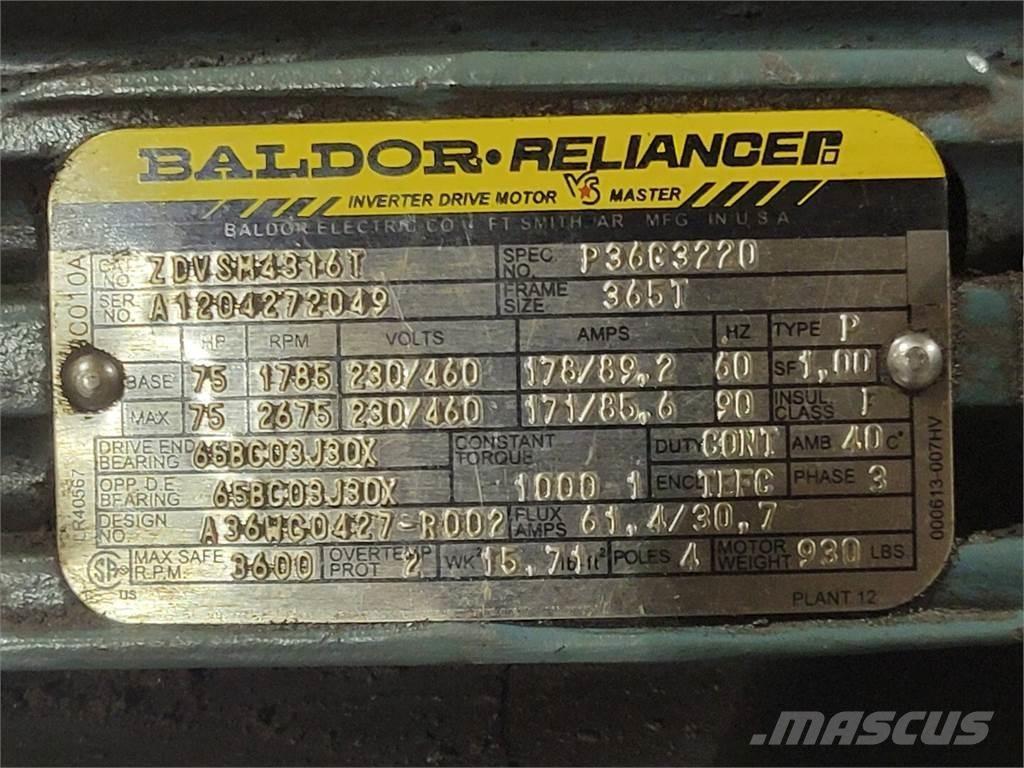 BALDOR•RELIANCE
INVERTER DRIVE MOTOR VS MASTER
BALDOR ELECTRIC CO FT SMITH AR MFG IN U S A
NO. ZDVSM4316T SPEC. NO. P36G3220
SER. NO. A1204272049 FRAME SIZE 365T
HP RPM VOLTS AMPS HZ TYPE P
BASE 75 1785 230/460 178/89.2 60 SF 1.00
MAX 75 2675 230/460 171/85.6 90 INSUL. CLASS F
DRIVE END BEARING 65BC03J30X CONSTANT TORQUE 1000 1 DUTY CONT AMB 40 C°
OPP D.E. BEARING 65BC03J30X ENCL TEFC PHASE 3
DESIGN NO. A36WG0427-R002 FLUX AMPS 61.4/30.7
SA US MAX SAFE R.P.M. 3600 OVERTEMP PROT 2 WK² 15.71 lb-ft² POLES 4 MOTOR WEIGHT 930 LBS.
PLANT 12
LR40567
C010A
000613-007HV
MASCUS